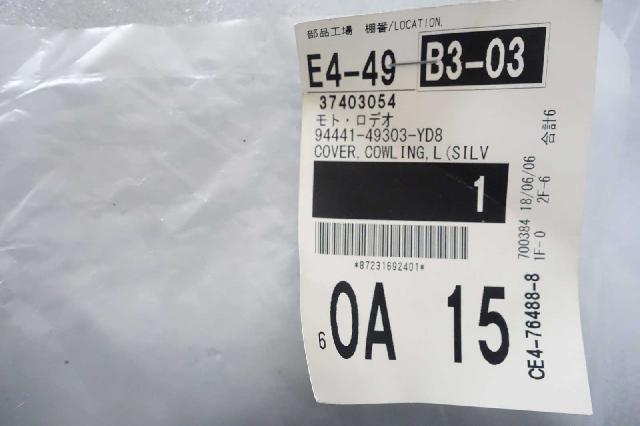 部品工場 棚番/LOCATION.
E4-49 B3-03
37403054
モト・ロデオ
94441-49303-YD8
COVER,COWLING,L(SILV
1
*87231692401*
6 0A 15
合計6
700384 18/06/06
1F-0 2F-6
CE4-76488-8